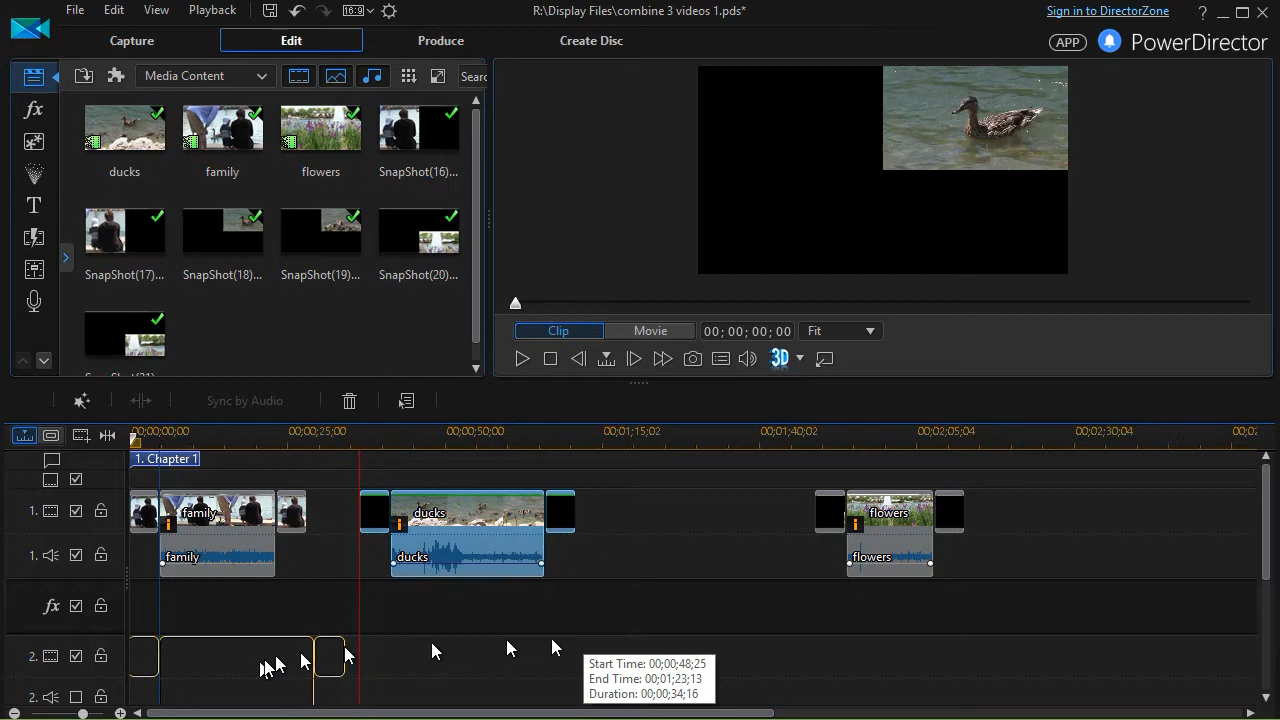 File Edit View Playback 16:9 R:\Display Files\combine 3 videos 1.pds* Sign in to DirectorZone ?
Capture Edit Produce Create Disc APP PowerDirector
Media Content Sear
ducks family flowers SnapShot(16)...
SnapShot(17)... SnapShot(18)... SnapShot(19)... SnapShot(20)...
fx
T
Clip Movie 00; 00; 00; 00 Fit
3D
Sync by Audio
00;00;00;00 00;00;25;00 00;00;50;00 00;01;15;02 00;01;40;02 00;02;05;04 00;02;30;04
1. Chapter 1
1. family ducks flowers
1. family ducks flowers
fx
2.
Start Time: 00;00;48;25
End Time: 00;01;23;13
Duration: 00;00;34;16
2.